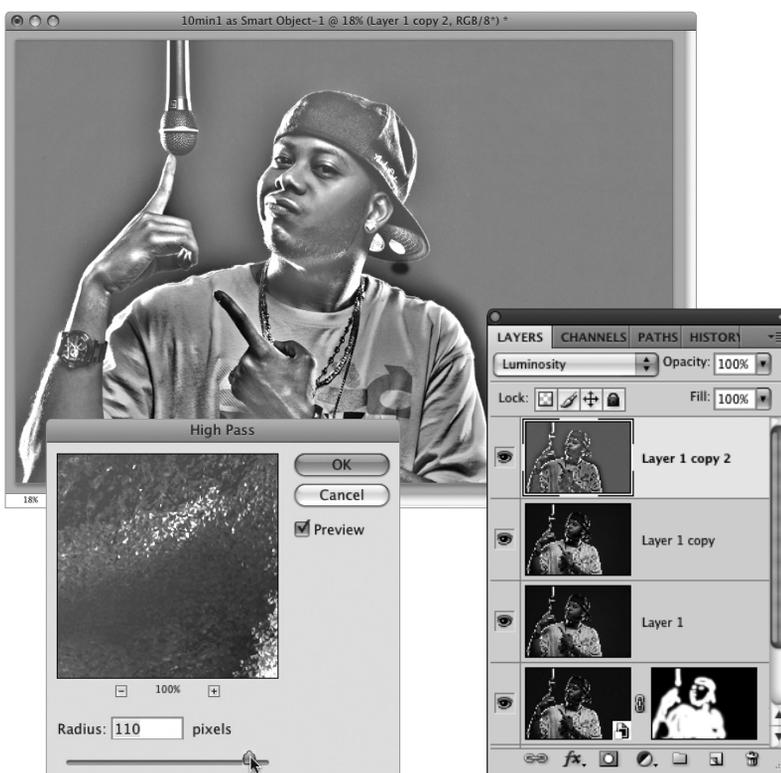 10min1 as Smart Object-1 @ 18% (Layer 1 copy 2, RGB/8*) *
18%
High Pass
OK
Cancel
Preview
100%
Radius: 110 pixels
LAYERS CHANNELS PATHS HISTORY
Luminosity Opacity: 100%
Lock: Fill: 100%
Layer 1 copy 2
Layer 1 copy
Layer 1
fx